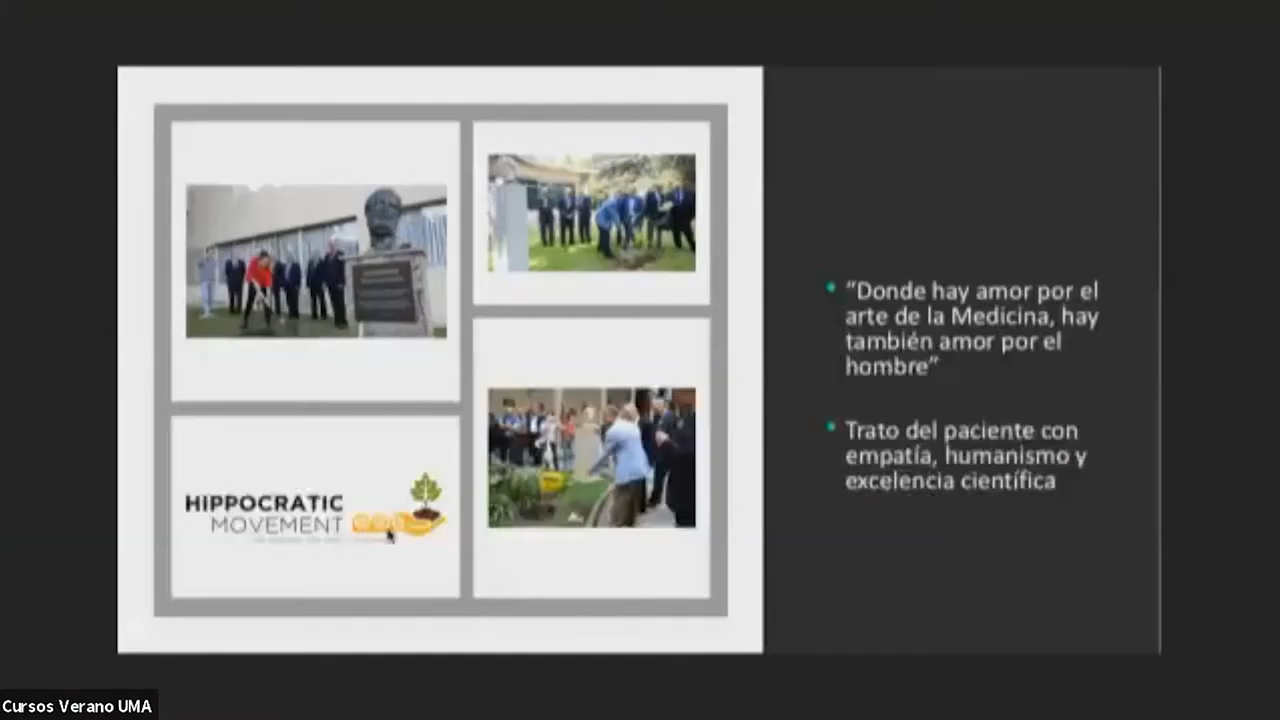 HIPPOCRATIC
MOVEMENT
“Donde hay amor por el
arte de la Medicina, hay
también amor por el
hombre”
Trato del paciente con
empatía, humanismo y
excelencia científica
Cursos Verano UMA